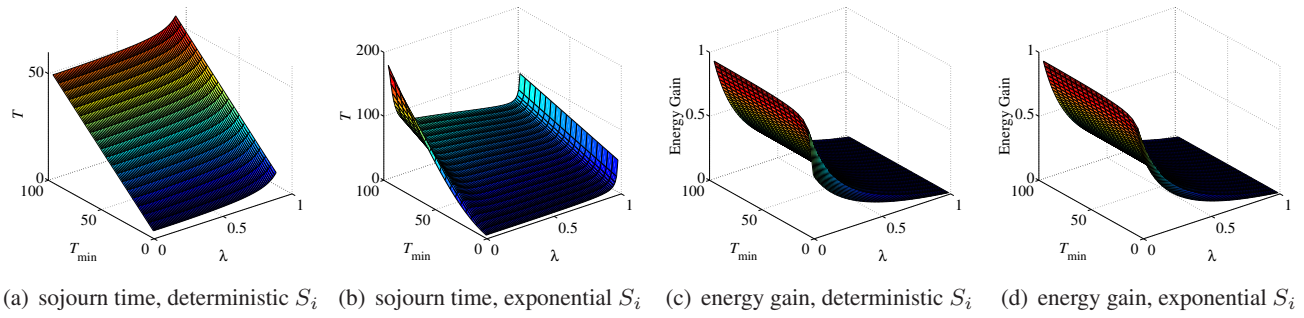 50
0
T
100
50
0
T_min
0
0.5
1
λ
200
100
0
T
100
50
0
T_min
0
0.5
1
λ
1
0.5
0
Energy Gain
100
50
0
T_min
0
0.5
1
λ
1
0.5
0
Energy Gain
100
50
0
T_min
0
0.5
1
λ
(a) sojourn time, deterministic S_i
(b) sojourn time, exponential S_i
(c) energy gain, deterministic S_i
(d) energy gain, exponential S_i